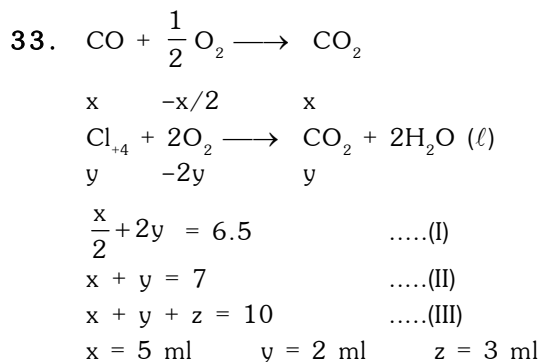 33. CO + 1/2 O₂ ⟶ CO₂
x –x/2 x
Cl₊₄ + 2O₂ ⟶ CO₂ + 2H₂O (ℓ)
y –2y y
x/2 + 2y = 6.5 .....(I)
x + y = 7 .....(II)
x + y + z = 10 .....(III)
x = 5 ml y = 2 ml z = 3 ml